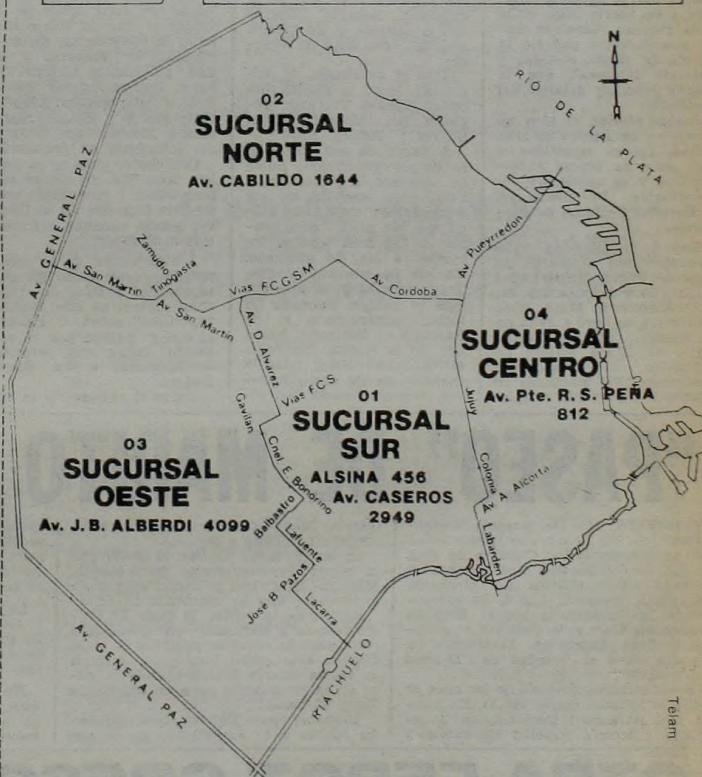 N
RIO DE LA PLATA
02
SUCURSAL
NORTE
Av. CABILDO 1644
Av. GENERAL PAZ
Av. San Martin
Zamudio
Tinogasta
Av. San Martin
Vias F.C.G.S.M
Av. Cordoba
Av. Pueyrredon
04
SUCURSAL
CENTRO
Av. Pte. R. S. PEÑA
812
Av. D. Alvarez
Vias F.C.S.
Gavilan
Cnel. E. Bonorino
01
SUCURSAL
SUR
ALSINA 456
Av. CASEROS
2949
Jujuy
Colonia
Av. A. Alcorta
Labarden
03
SUCURSAL
OESTE
Av. J. B. ALBERDI 4099
Balbastro
Lafuente
Jose B. Pazos
Lacarra
RIACHUELO
Av. GENERAL PAZ
Télam